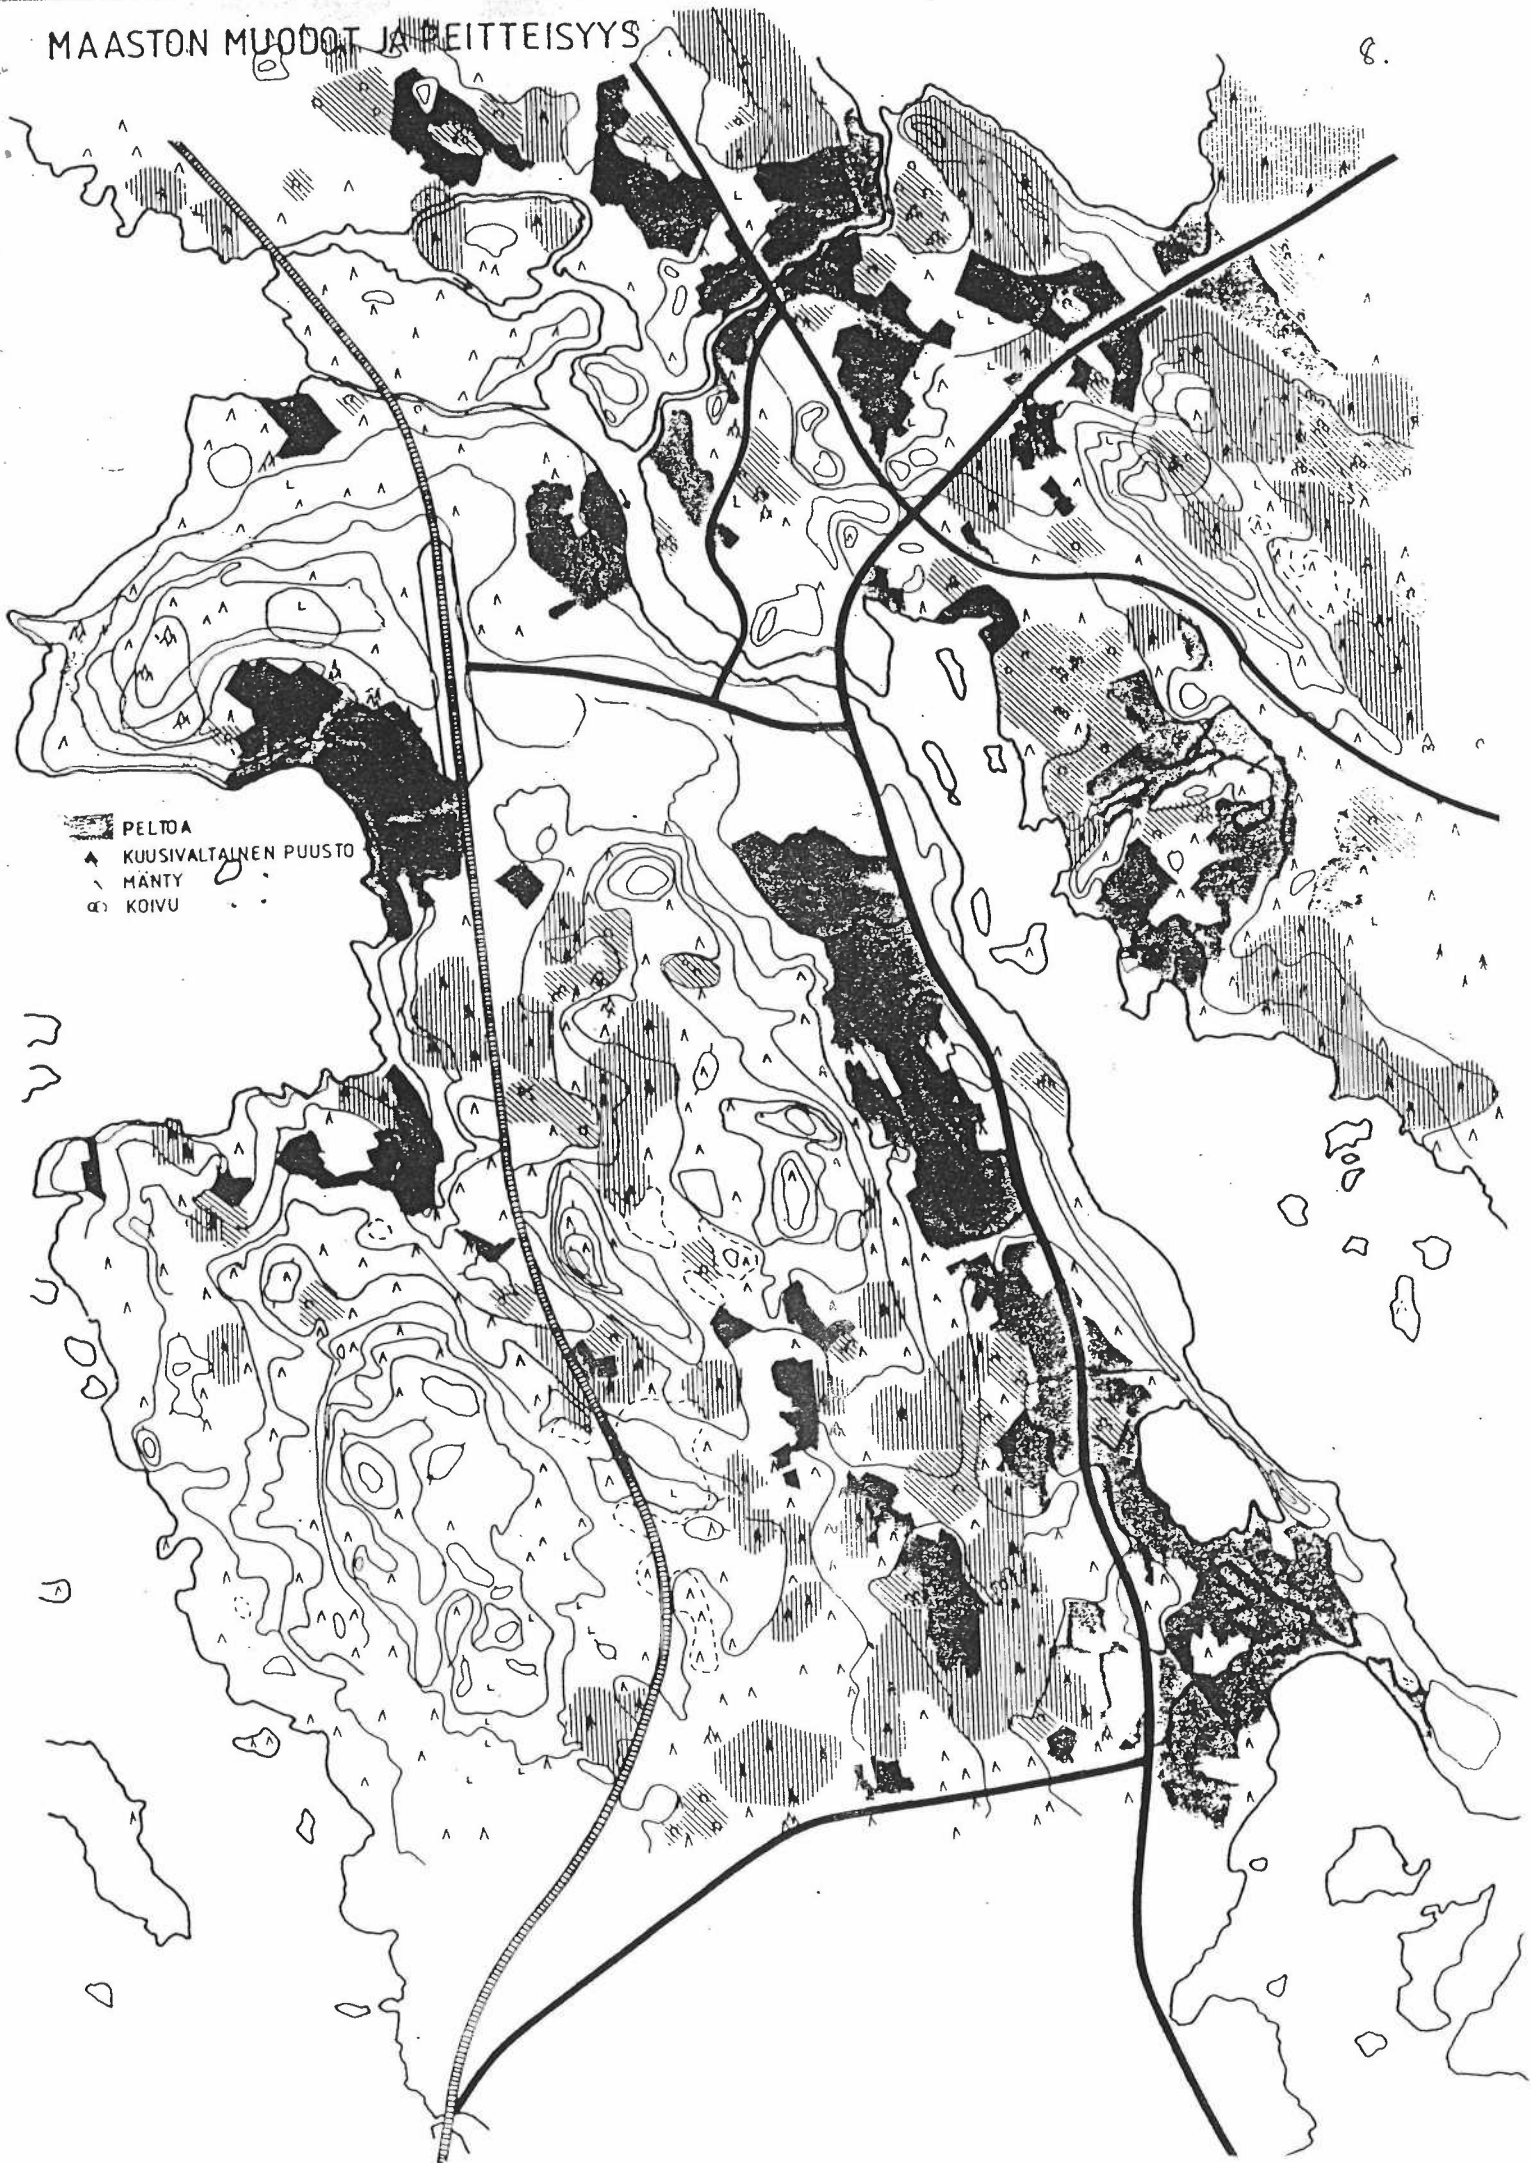 MAASTON MUODOT JA PEITTEISYYS
8.
PELTOA
KUUSIVALTAINEN PUUSTO
MÄNTY
KOIVU